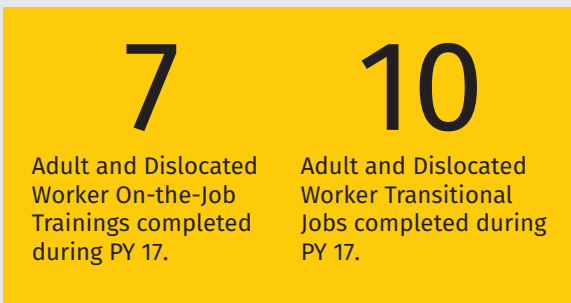 7
Adult and Dislocated
Worker On-the-Job
Trainings completed
during PY 17.
10
Adult and Dislocated
Worker Transitional
Jobs completed during
PY 17.